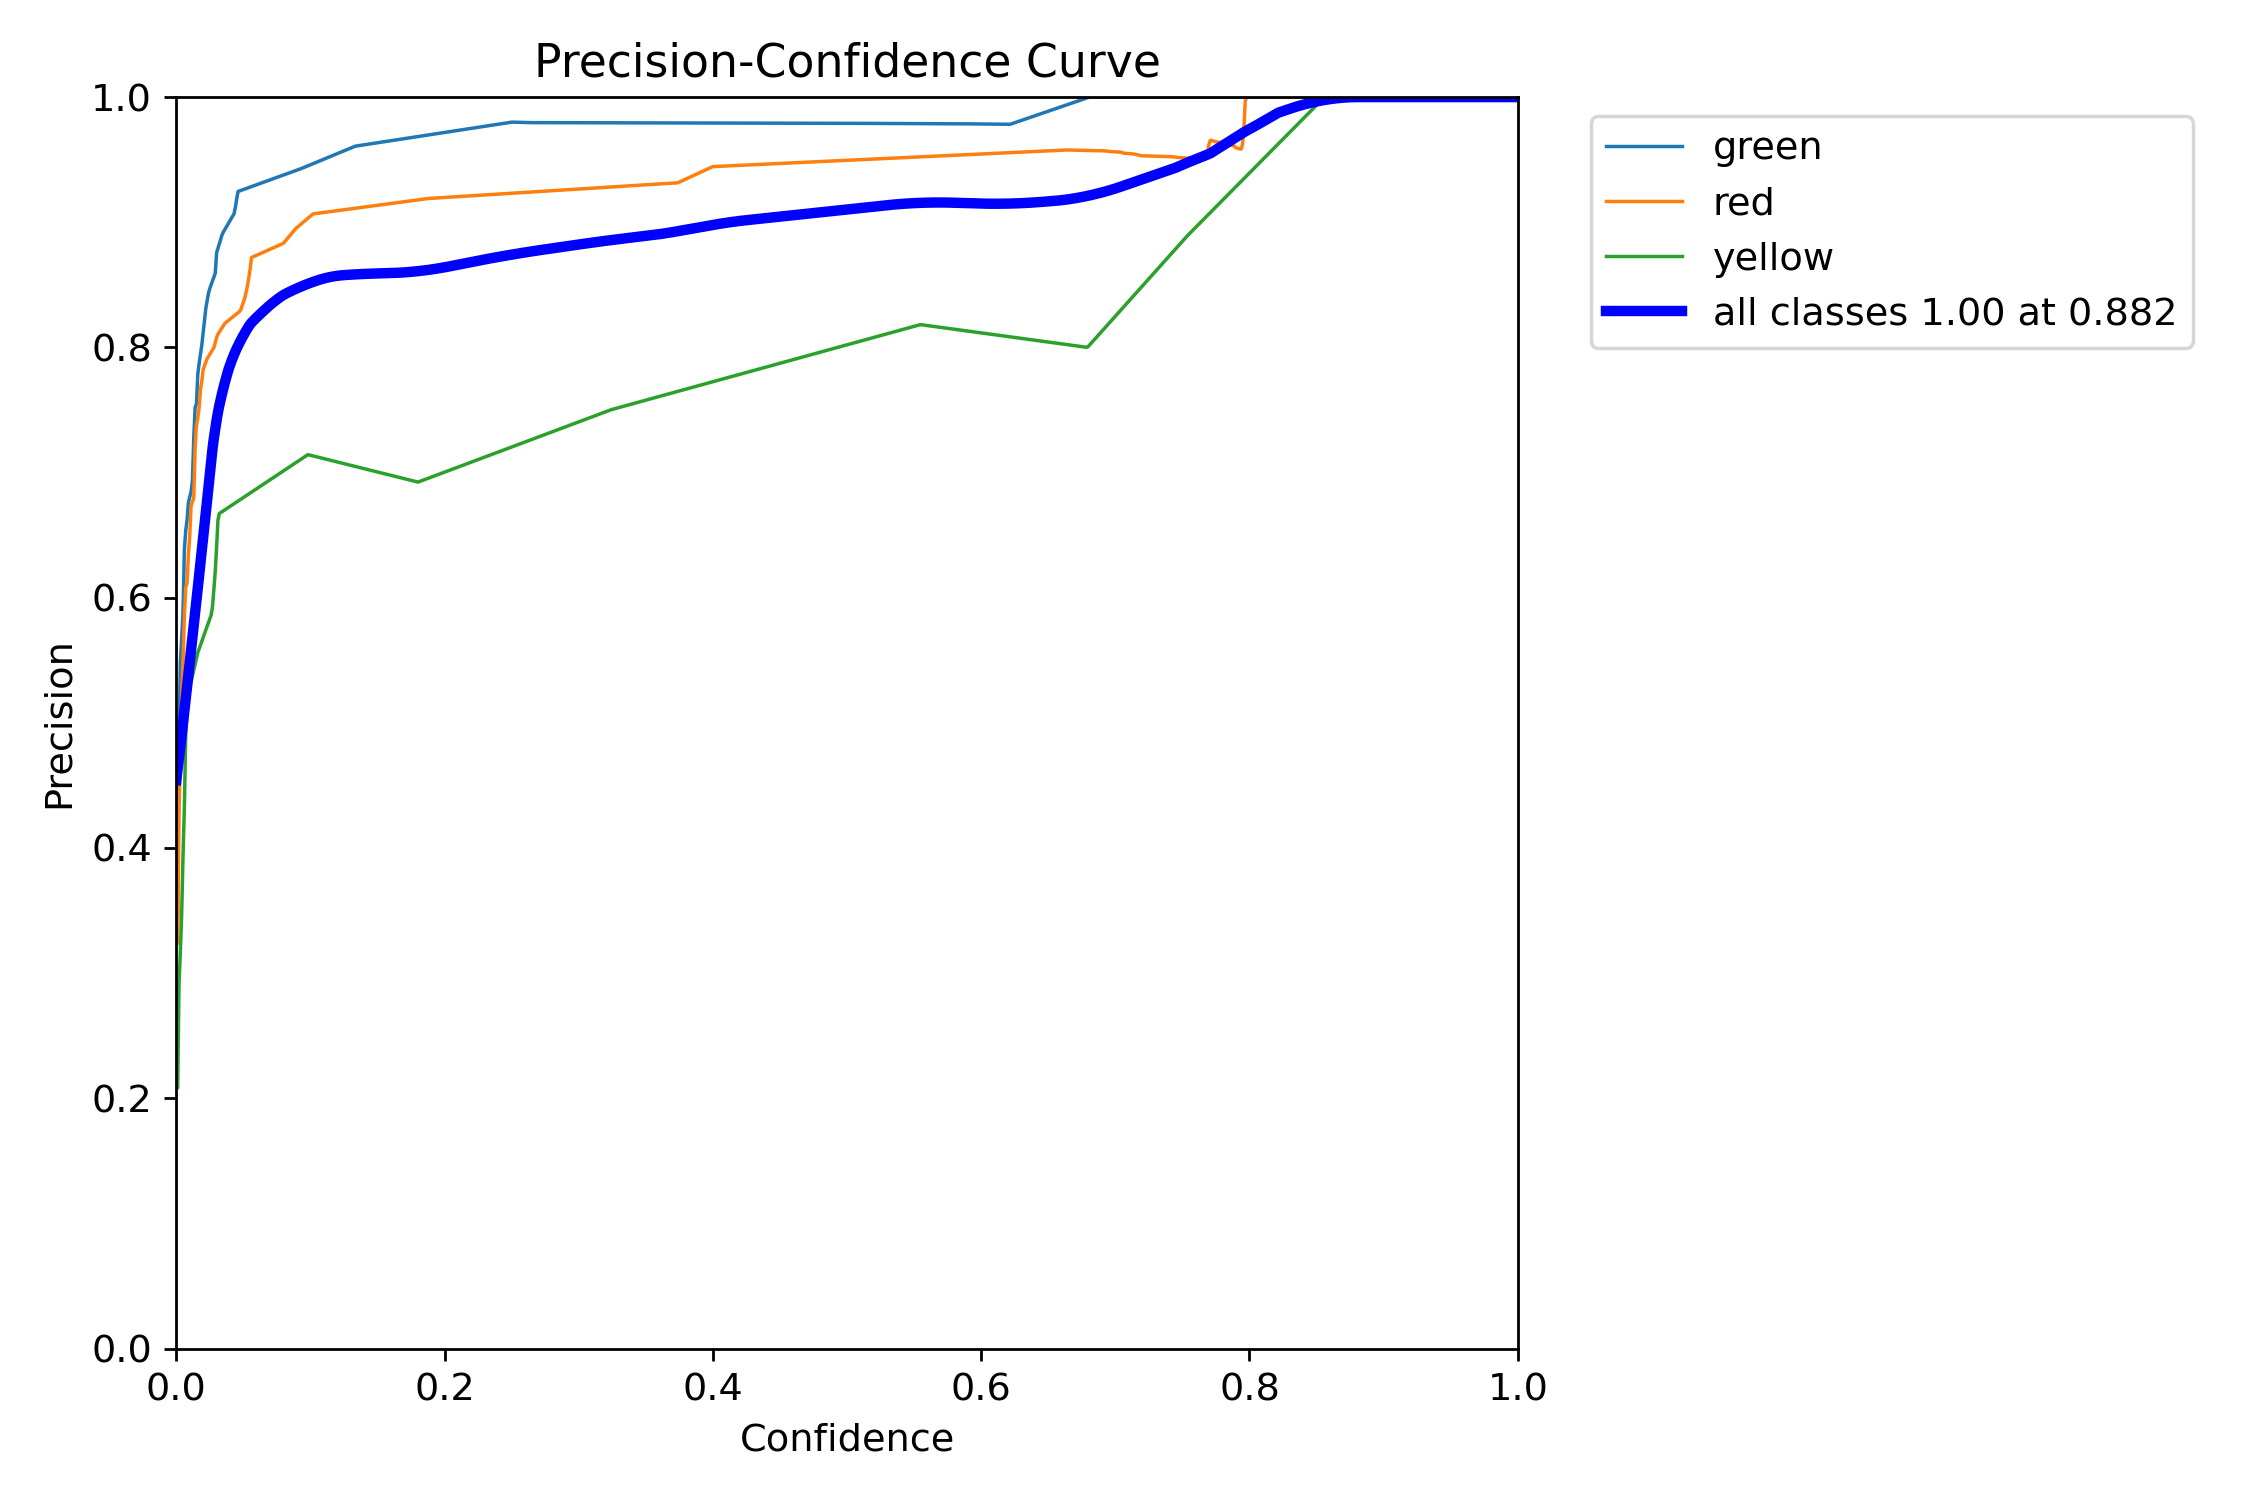 Precision-Confidence Curve
1.0
0.8
0.6
0.4
0.2
0.0
Precision
0.0 0.2 0.4 0.6 0.8 1.0
Confidence
green
red
yellow
all classes 1.00 at 0.882